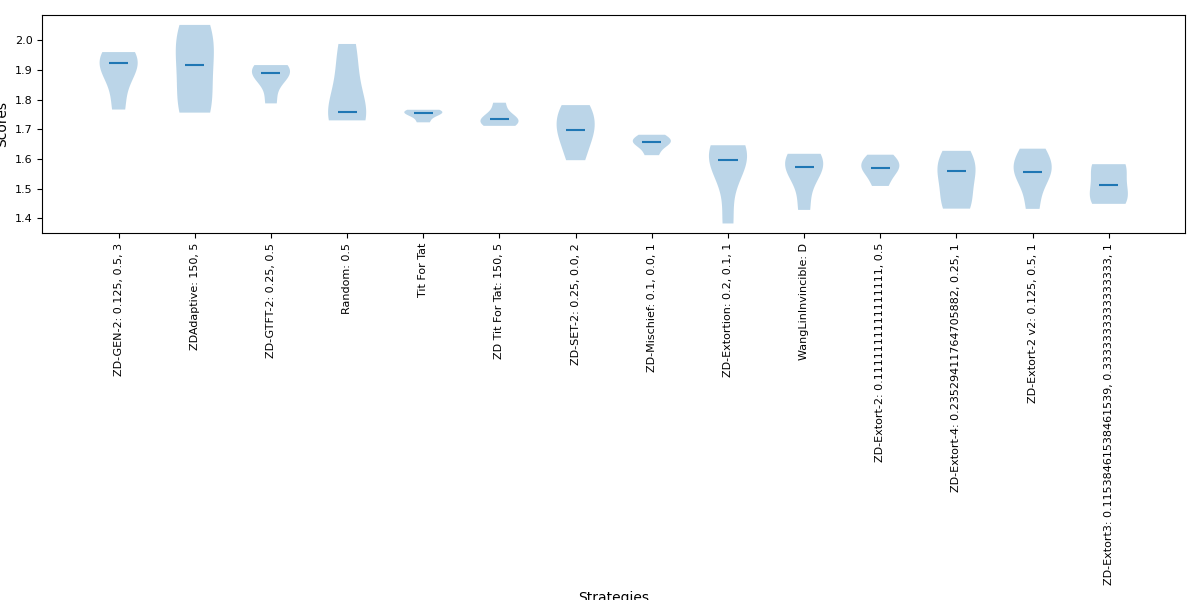 2.0
1.9
1.8
1.7
1.6
1.5
1.4
Scores
ZD-GEN-2: 0.125, 0.5, 3
ZDAdaptive: 150, 5
ZD-GTFT-2: 0.25, 0.5
Random: 0.5
Tit For Tat
ZD Tit For Tat: 150, 5
ZD-SET-2: 0.25, 0.0, 2
ZD-Mischief: 0.1, 0.0, 1
ZD-Extortion: 0.2, 0.1, 1
WangLinInvincible: D
ZD-Extort-2: 0.1111111111111111, 0.5
ZD-Extort-4: 0.23529411764705882, 0.25, 1
ZD-Extort-2 v2: 0.125, 0.5, 1
ZD-Extort3: 0.11538461538461539, 0.3333333333333333, 1
Strategies